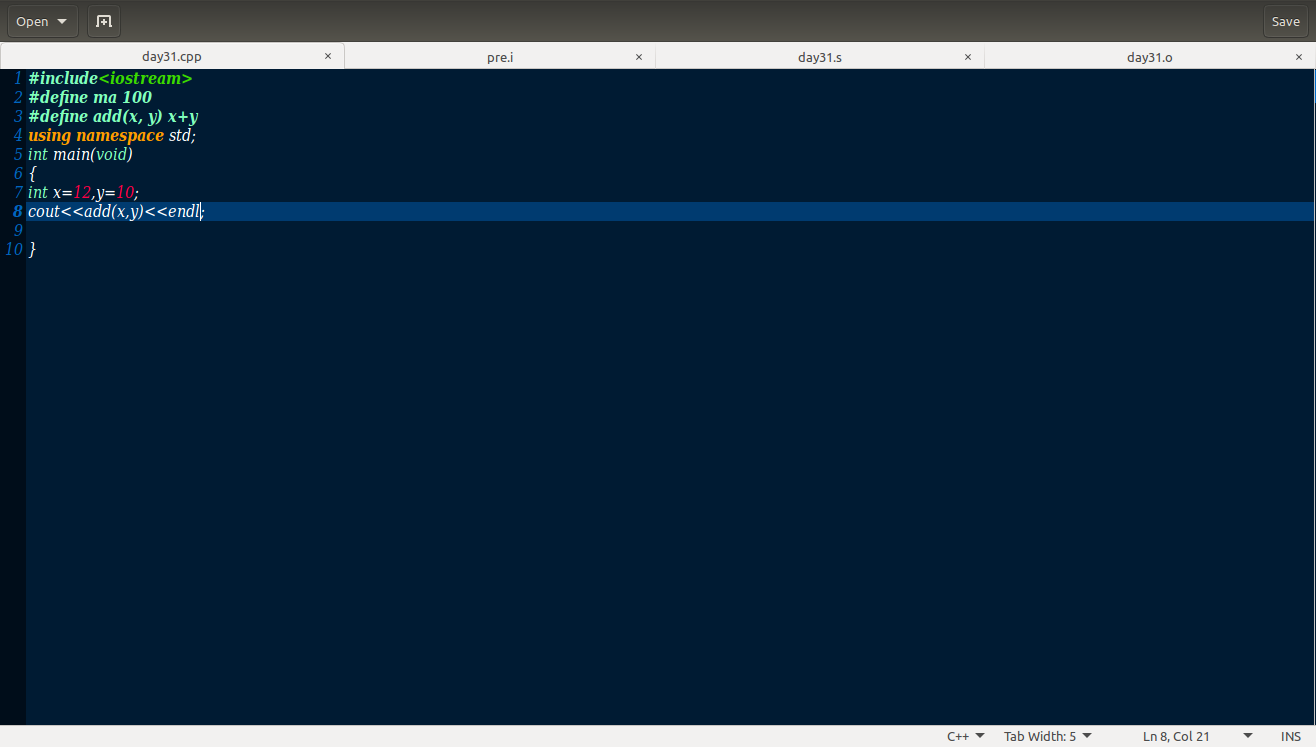 Open
Save
day31.cpp ×
pre.i ×
day31.s ×
day31.o ×
1 #include<iostream>
2 #define ma 100
3 #define add(x, y) x+y
4 using namespace std;
5 int main(void)
6 {
7 int x=12,y=10;
8 cout<<add(x,y)<<endl;
9
10 }
C++ Tab Width: 5 Ln 8, Col 21 INS